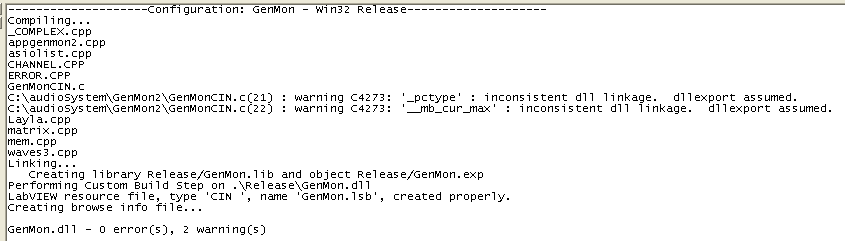 --------------------Configuration: GenMon - Win32 Release--------------------
Compiling...
_COMPLEX.cpp
appgenmon2.cpp
asiolist.cpp
CHANNEL.CPP
ERROR.CPP
GenMonCIN.c
C:\audioSystem\GenMon2\GenMonCIN.c(21) : warning C4273: '_pctype' : inconsistent dll linkage.  dllexport assumed.
C:\audioSystem\GenMon2\GenMonCIN.c(22) : warning C4273: '__mb_cur_max' : inconsistent dll linkage.  dllexport assumed.
Layla.cpp
matrix.cpp
mem.cpp
waves3.cpp
Linking...
   Creating library Release/GenMon.lib and object Release/GenMon.exp
Performing Custom Build Step on .\Release\GenMon.dll
LabVIEW resource file, type 'CIN ', name 'GenMon.lsb', created properly.
Creating browse info file...
GenMon.dll - 0 error(s), 2 warning(s)